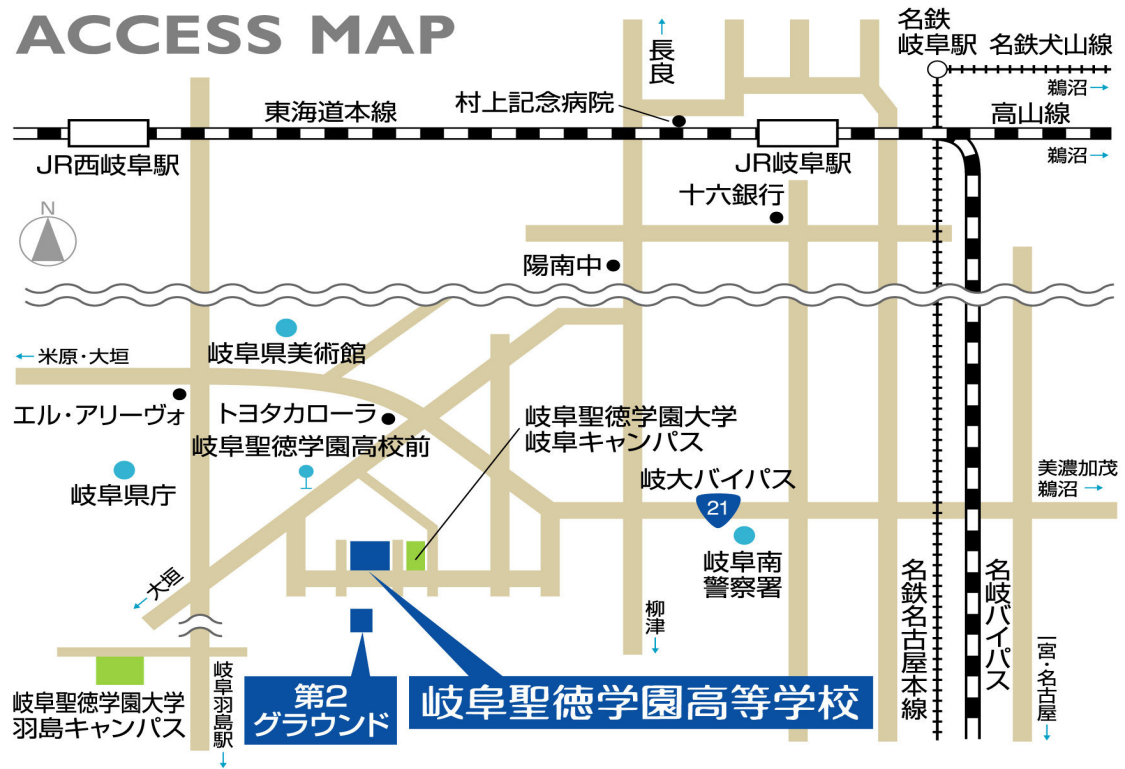 ACCESS MAP
名鉄
岐阜駅
名鉄犬山線
鵜沼→
↑
長良
村上記念病院
東海道本線
高山線
鵜沼→
JR西岐阜駅
JR岐阜駅
十六銀行
N
陽南中
岐阜県美術館
←米原・大垣
エル・アリーヴォ
トヨタカローラ
岐阜聖徳学園高校前
岐阜聖徳学園大学
岐阜キャンパス
岐阜県庁
岐大バイパス
21
美濃加茂
鵜沼→
岐阜南
警察署
←大垣
柳津
↓
名鉄名古屋本線
名岐バイパス
一宮・名古屋
↓
岐阜羽島駅
↓
岐阜聖徳学園大学
羽島キャンパス
第2
グラウンド
岐阜聖徳学園高等学校